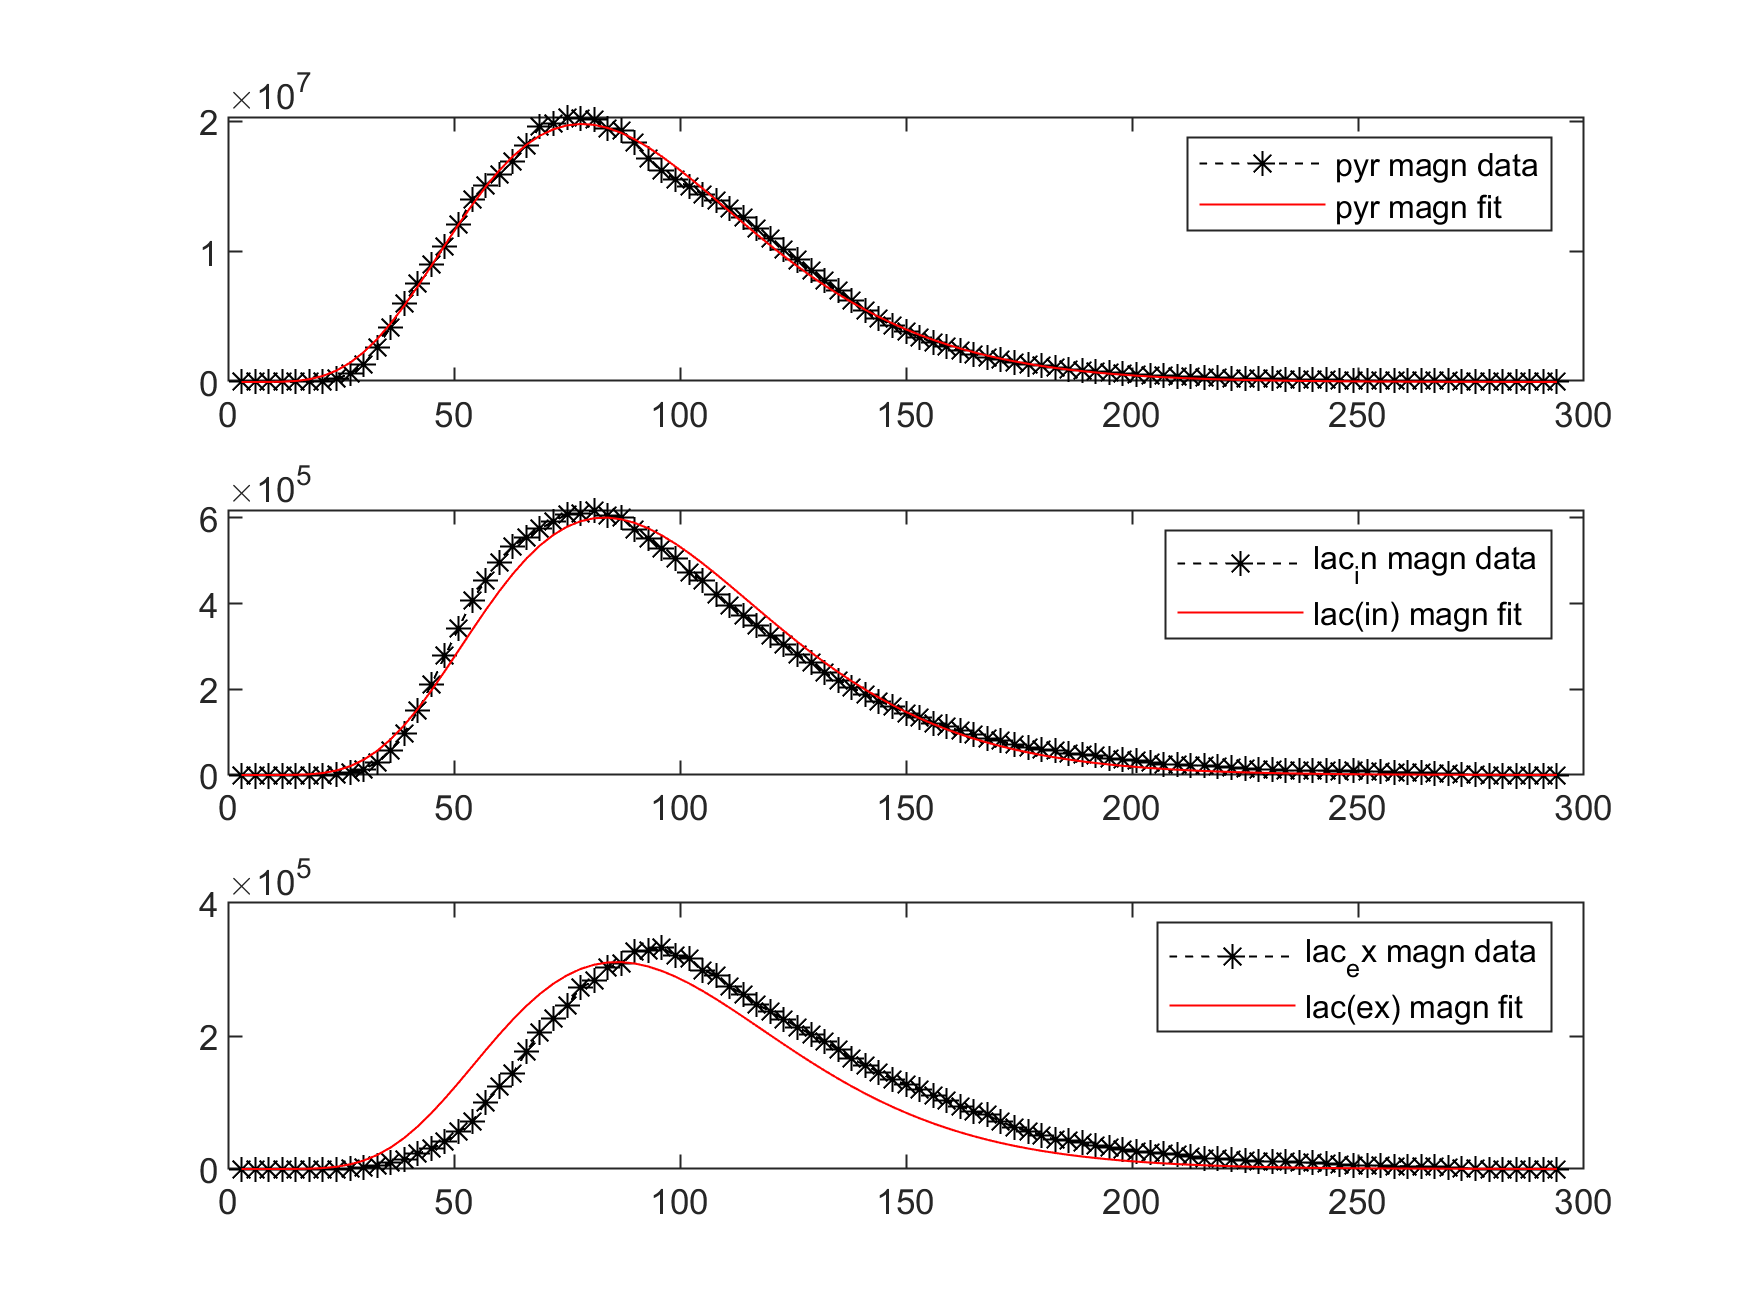 ×10^7
2
1
0
0 50 100 150 200 250 300
pyr magn data
pyr magn fit
×10^5
6
4
2
0
0 50 100 150 200 250 300
lac_in magn data
lac(in) magn fit
×10^5
4
2
0
0 50 100 150 200 250 300
lac_ex magn data
lac(ex) magn fit